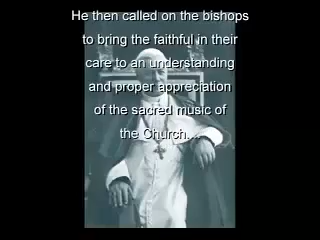 He then called on the bishops
to bring the faithful in their
care to an understanding
and proper appreciation
of the sacred music of
the Church...